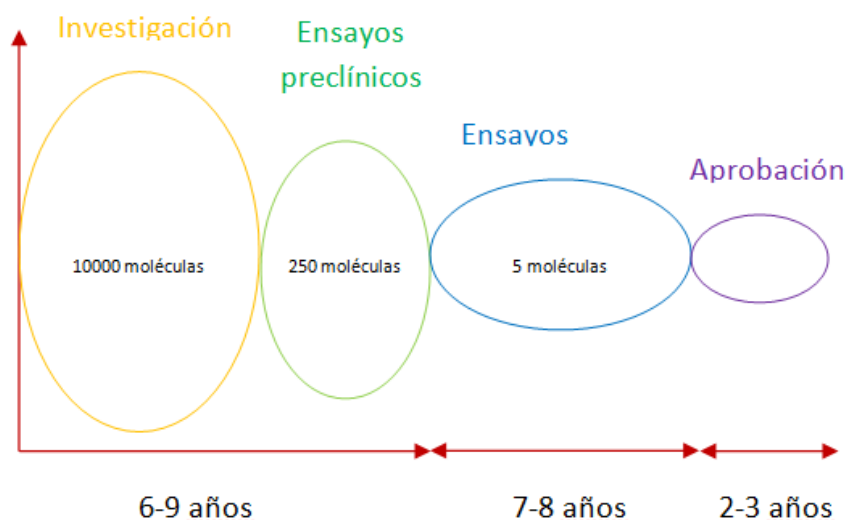 Investigación
Ensayos
preclínicos
Ensayos
Aprobación
10000 moléculas
250 moléculas
5 moléculas
6-9 años
7-8 años
2-3 años